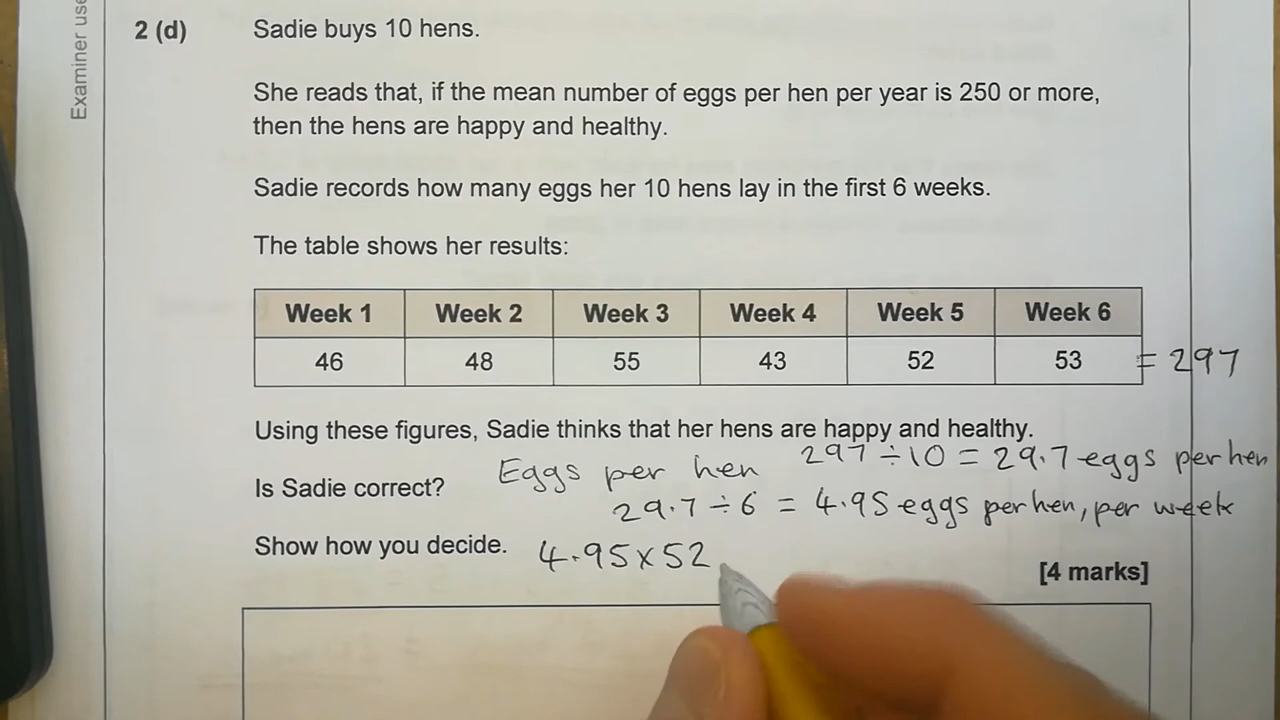 Examiner use
2 (d) Sadie buys 10 hens.
She reads that, if the mean number of eggs per hen per year is 250 or more,
then the hens are happy and healthy.
Sadie records how many eggs her 10 hens lay in the first 6 weeks.
The table shows her results:
Week 1 Week 2 Week 3 Week 4 Week 5 Week 6
46 48 55 43 52 53 = 297
Using these figures, Sadie thinks that her hens are happy and healthy.
Eggs per hen 297 ÷ 10 = 29.7 eggs per hen
Is Sadie correct?
29.7 ÷ 6 = 4.95 eggs per hen, per week
Show how you decide. 4.95 x 52
[4 marks]